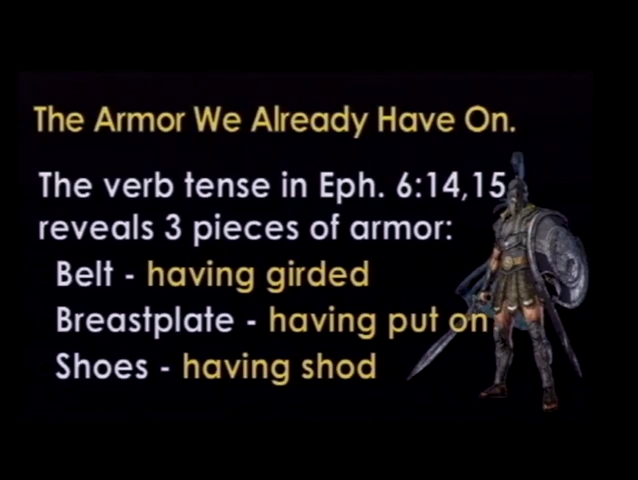 The Armor We Already Have On.
The verb tense in Eph. 6:14,15
reveals 3 pieces of armor:
Belt - having girded
Breastplate - having put on
Shoes - having shod